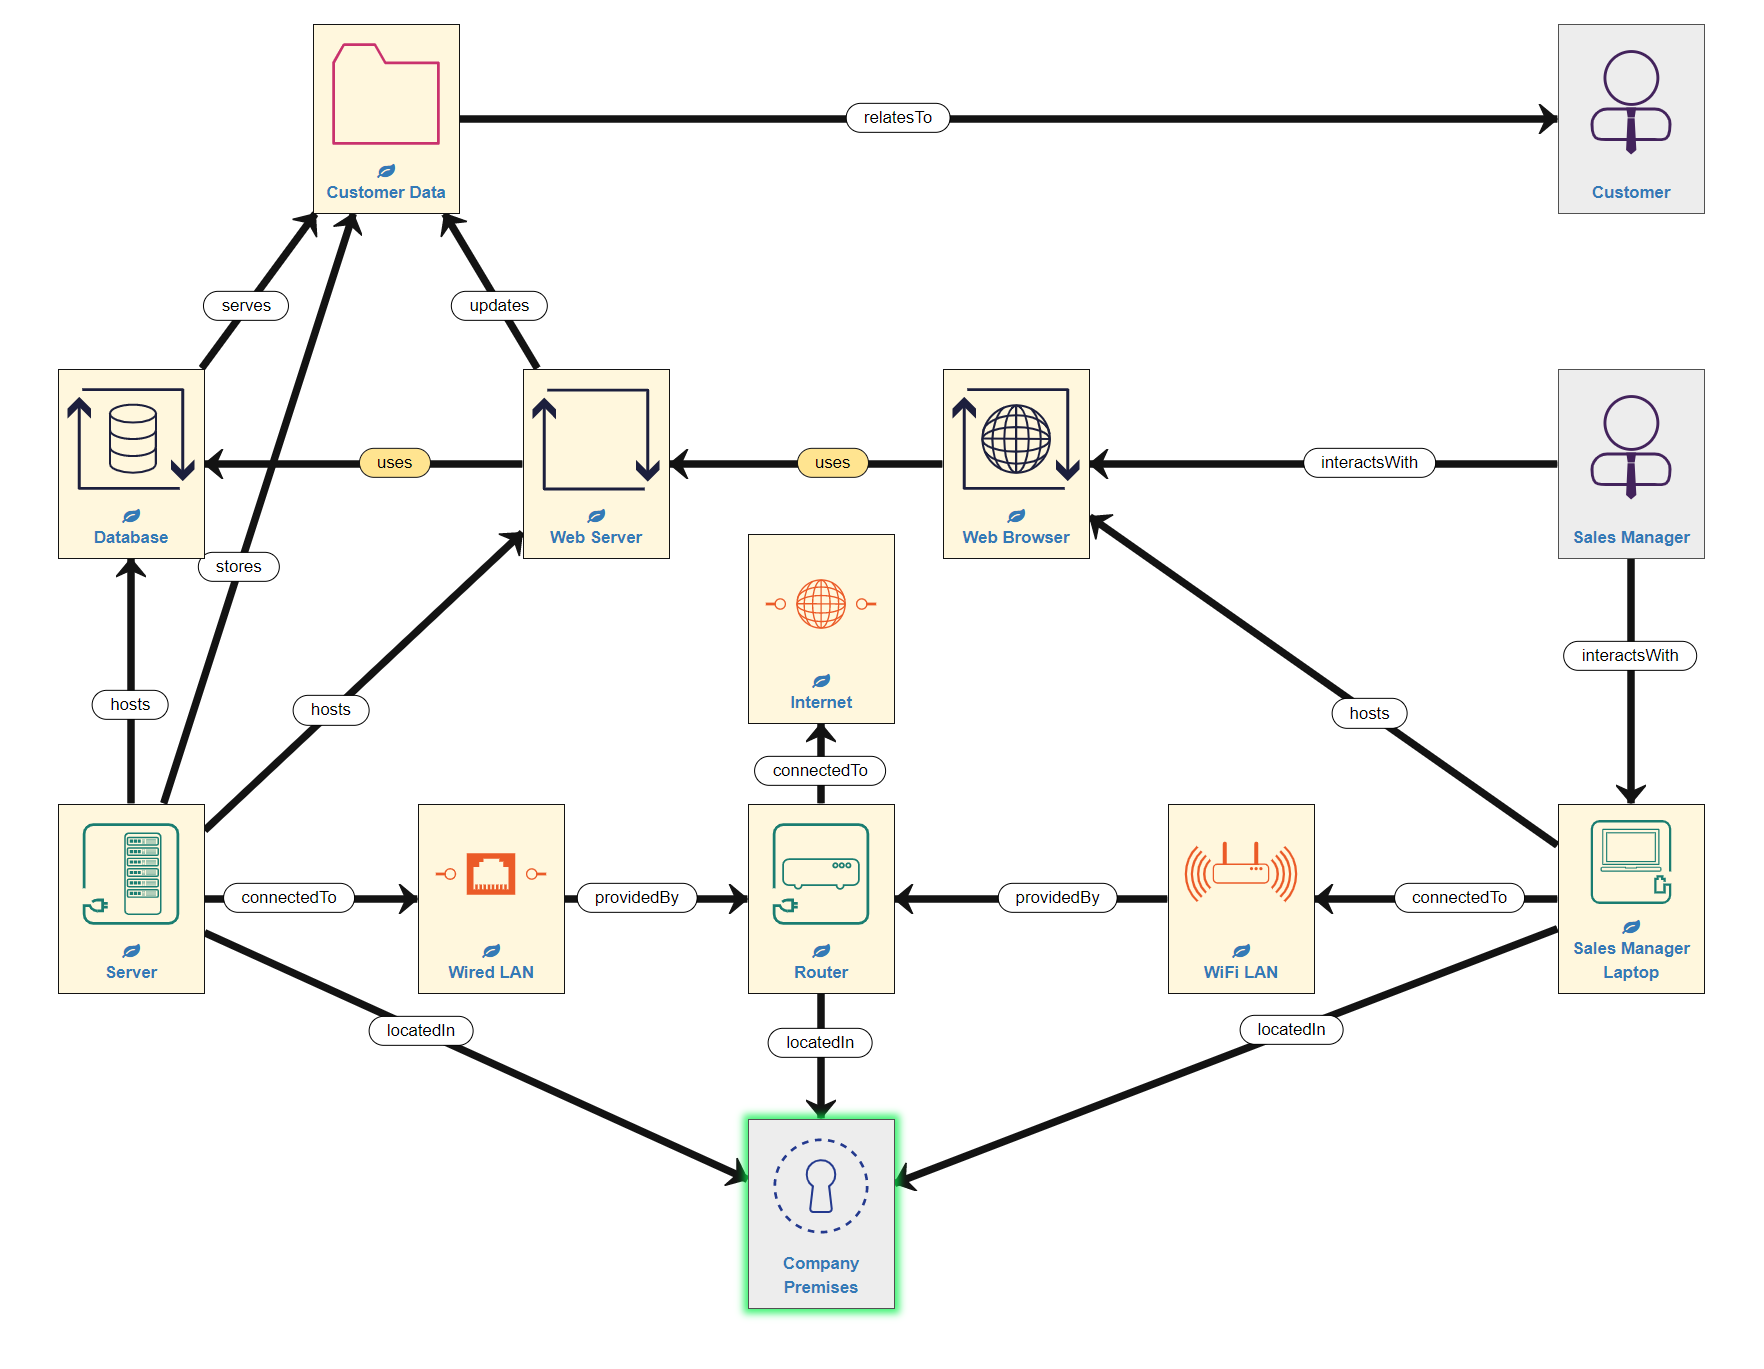 relatesTo
Customer Data
Customer
serves
updates
uses
uses
interactsWith
Database
Web Server
Web Browser
Sales Manager
stores
interactsWith
Internet
hosts
hosts
hosts
connectedTo
connectedTo
providedBy
providedBy
connectedTo
Server
Wired LAN
Router
WiFi LAN
Sales Manager
Laptop
locatedIn
locatedIn
locatedIn
Company
Premises